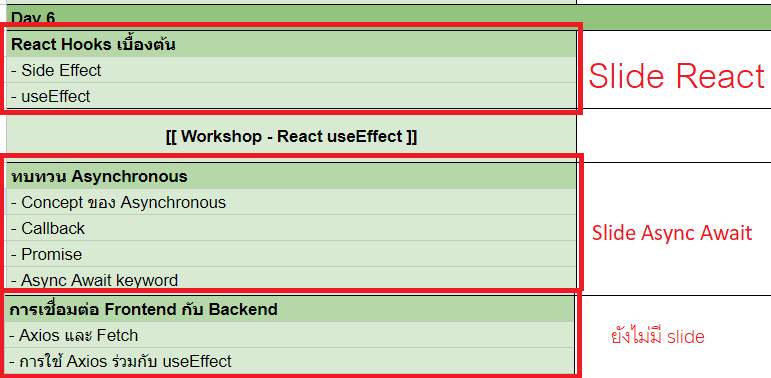 Day 6
React Hooks เบื้องต้น
- Side Effect
Slide React
- useEffect
[[ Workshop - React useEffect ]]
ทบทวน Asynchronous
- Concept ของ Asynchronous
- Callback
Slide Async Await
- Promise
- Async Await keyword
การเชื่อมต่อ Frontend กับ Backend
- Axios และ Fetch
ยังไม่มี slide
- การใช้ Axios ร่วมกับ useEffect